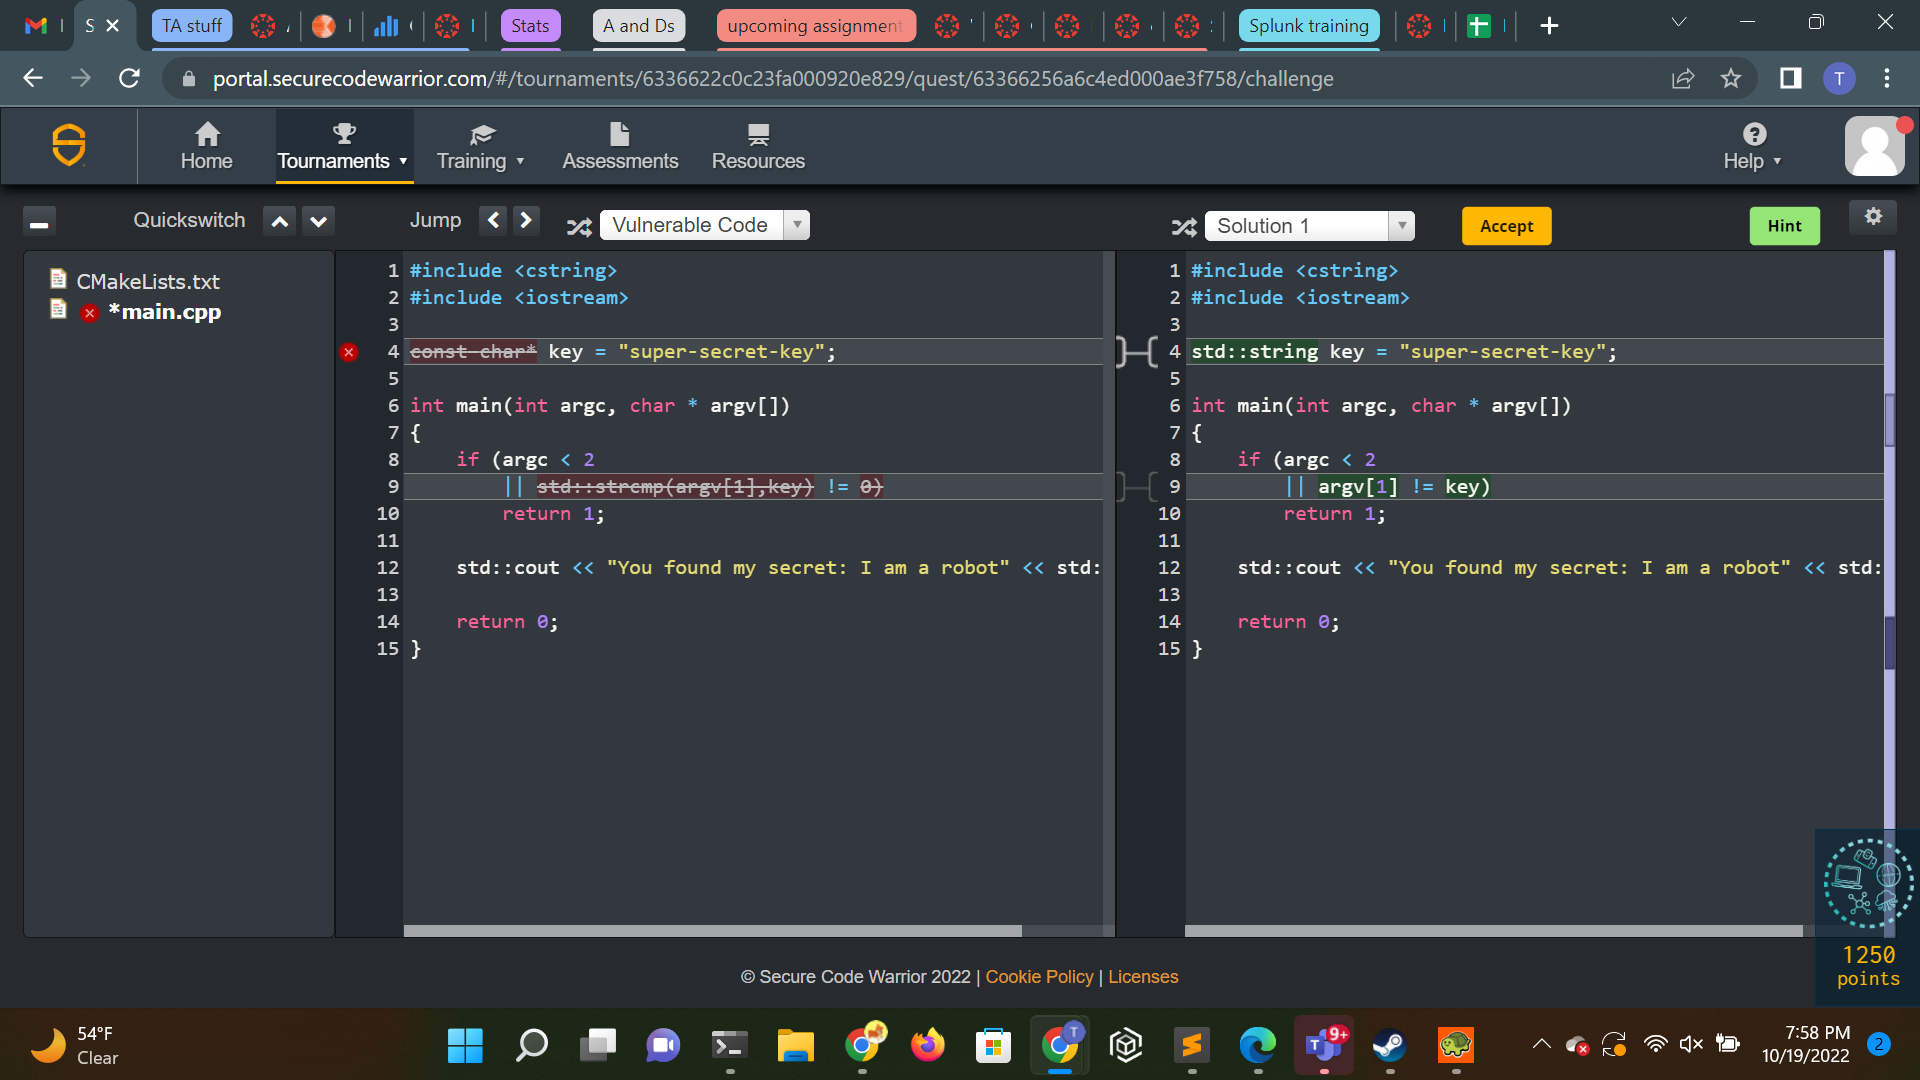 S
TA stuff
Stats
A and Ds
upcoming assignment
Splunk training
portal.securecodewarrior.com/#/tournaments/6336622c0c23fa000920e829/quest/63366256a6c4ed000ae3f758/challenge
T
Home
Tournaments
Training
Assessments
Resources
Help
Quickswitch
Jump
Vulnerable Code
Solution 1
Accept
Hint
CMakeLists.txt
*main.cpp
1 #include <cstring>
2 #include <iostream>
3
4 const char* key = "super-secret-key";
5
6 int main(int argc, char * argv[])
7 {
8 if (argc < 2
9 || std::strcmp(argv[1],key) != 0)
10 return 1;
11
12 std::cout << "You found my secret: I am a robot" << std:
13
14 return 0;
15 }
1 #include <cstring>
2 #include <iostream>
3
4 std::string key = "super-secret-key";
5
6 int main(int argc, char * argv[])
7 {
8 if (argc < 2
9 || argv[1] != key)
10 return 1;
11
12 std::cout << "You found my secret: I am a robot" << std:
13
14 return 0;
15 }
1250
points
© Secure Code Warrior 2022 | Cookie Policy | Licenses
54°F
Clear
T
9+
7:58 PM
10/19/2022
2